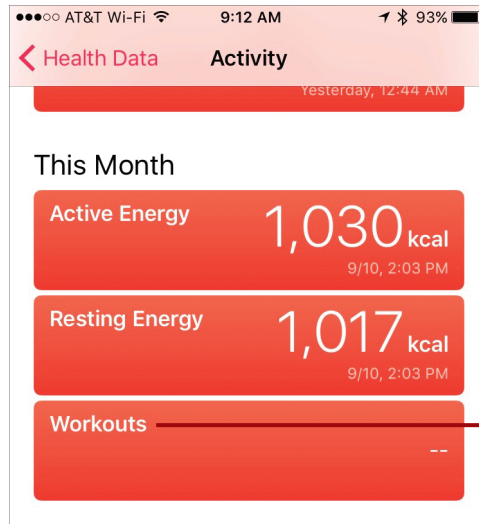 AT&T Wi-Fi 9:12 AM 93%
Health Data Activity
Yesterday, 12:44 AM
This Month
Active Energy 1,030 kcal
9/10, 2:03 PM
Resting Energy 1,017 kcal
9/10, 2:03 PM
Workouts
--